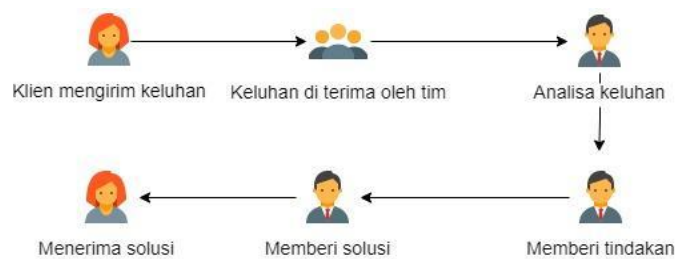 Klien mengirim keluhan
Keluhan di terima oleh tim
Analisa keluhan
Menerima solusi
Memberi solusi
Memberi tindakan